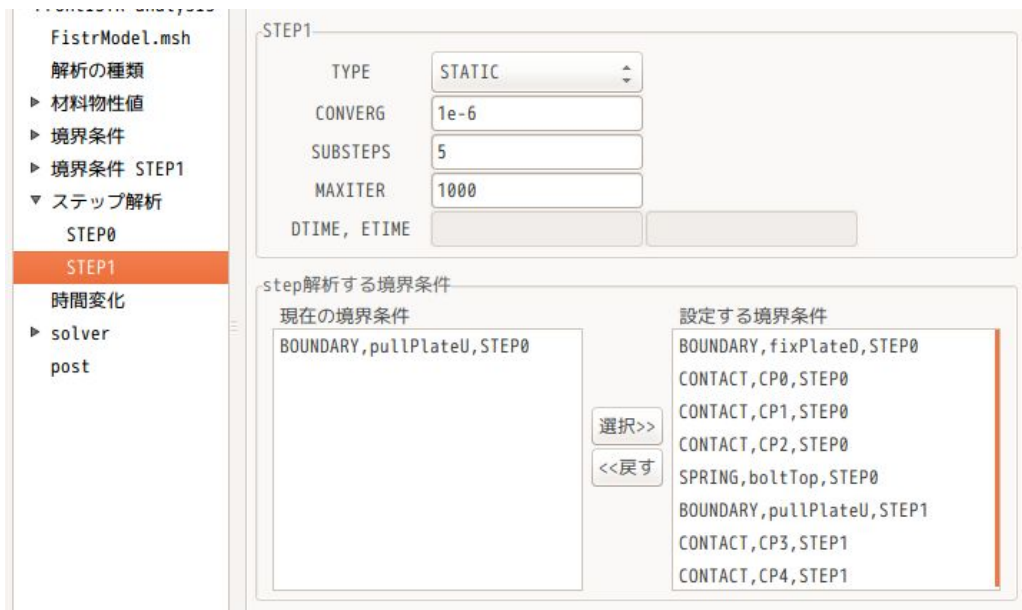 FistrModel.msh
解析の種類
材料物性値
境界条件
境界条件 STEP1
ステップ解析
STEP0
STEP1
時間変化
solver
post
STEP1
TYPE STATIC
CONVERG 1e-6
SUBSTEPS 5
MAXITER 1000
DTIME, ETIME
step解析する境界条件
現在の境界条件
BOUNDARY,pullPlateU,STEP0
選択>>
<<戻す
設定する境界条件
BOUNDARY,fixPlateD,STEP0
CONTACT,CP0,STEP0
CONTACT,CP1,STEP0
CONTACT,CP2,STEP0
SPRING,boltTop,STEP0
BOUNDARY,pullPlateU,STEP1
CONTACT,CP3,STEP1
CONTACT,CP4,STEP1